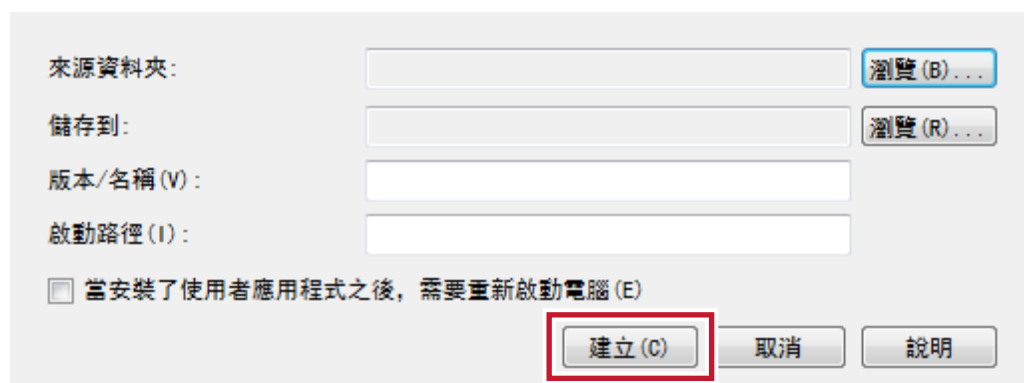 來源資料夾: 瀏覽(B)...
儲存到: 瀏覽(R)...
版本/名稱(V):
啟動路徑(I):
當安裝了使用者應用程式之後, 需要重新啟動電腦(E)
建立(C) 取消 說明